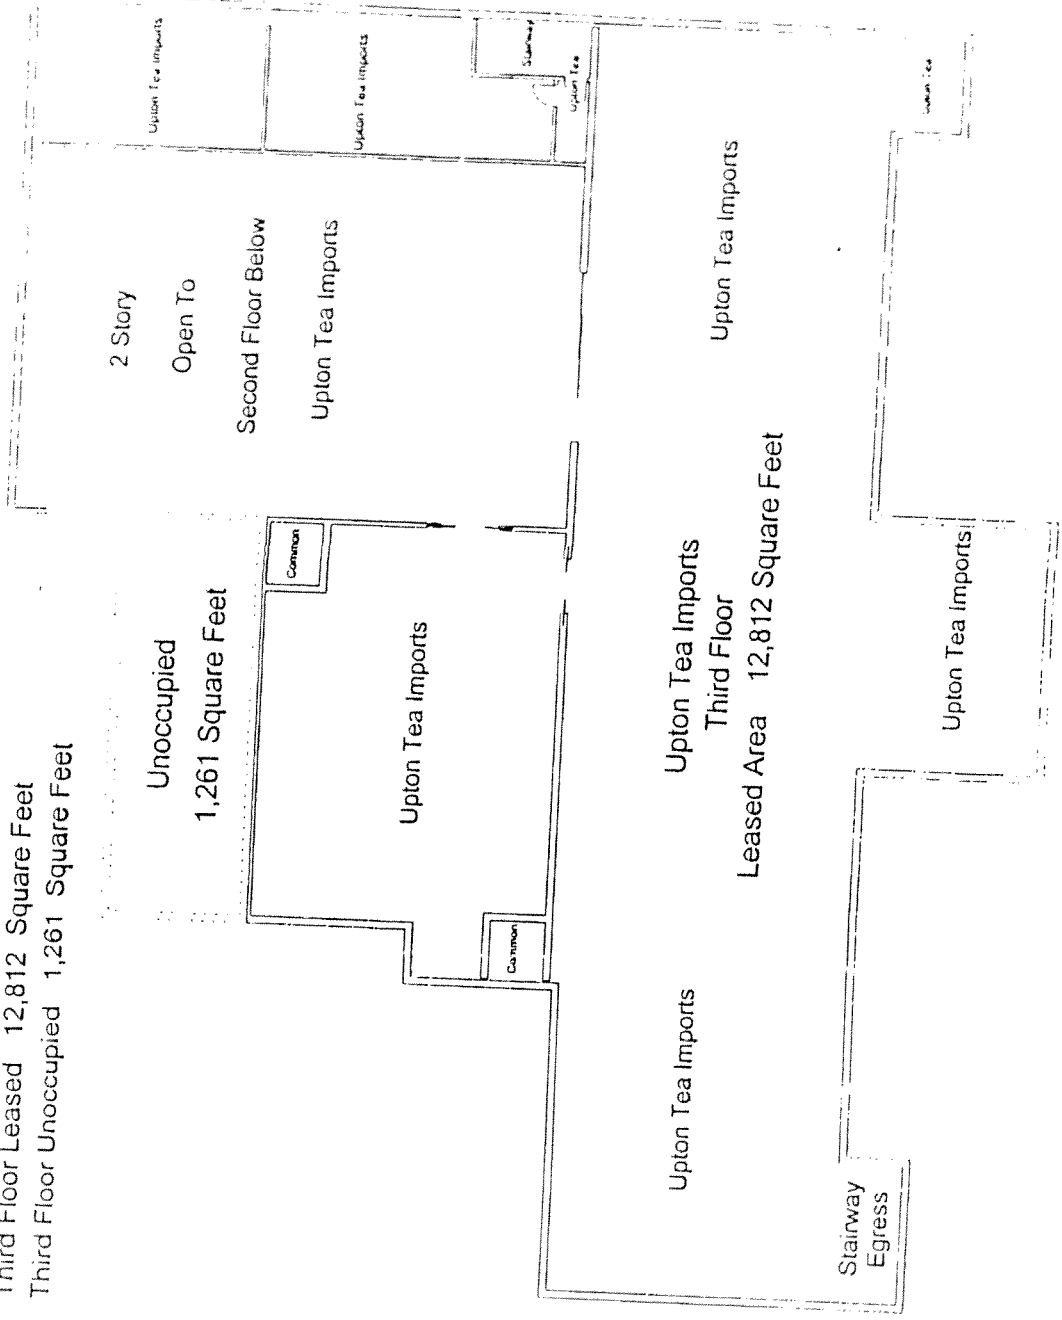 Third Floor Leased 12,812 Square Feet
Third Floor Unoccupied 1,261 Square Feet
Unoccupied
1,261 Square Feet
2 Story
Open To
Second Floor Below
Upton Tea Imports
Upton Tea Imports
Upton Tea Imports
Stairway
Upton Tea
Common
Upton Tea Imports
Common
Upton Tea Imports
Third Floor
Leased Area 12,812 Square Feet
Upton Tea Imports
Upton Tea Imports
Upton Tea
Upton Tea Imports
Stairway
Egress